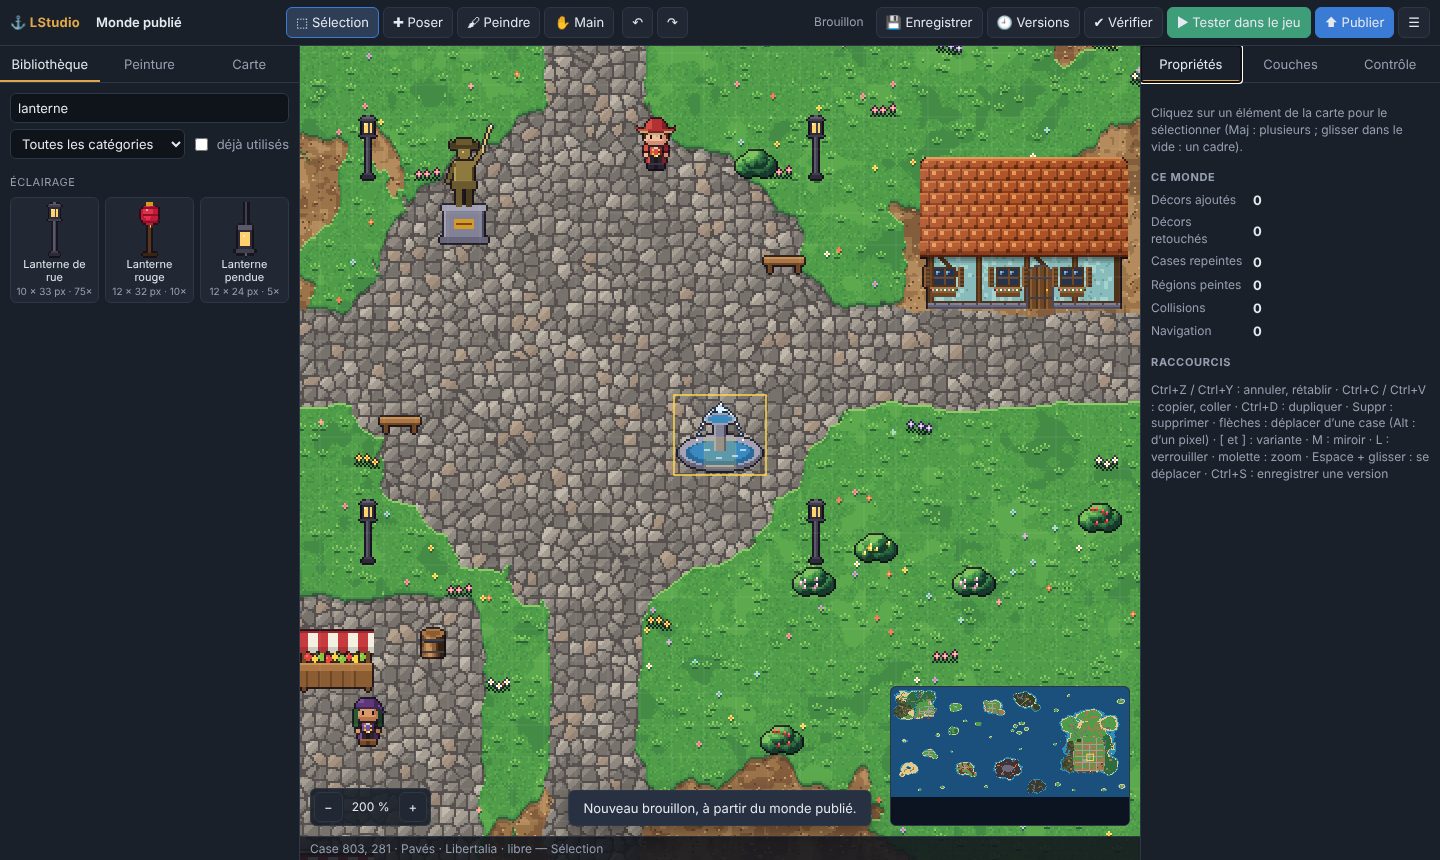 LStudio Monde publié
Sélection Poser Peindre Main
Brouillon Enregistrer Versions Vérifier Tester dans le jeu Publier
Bibliothèque Peinture Carte
lanterne
Toutes les catégories déjà utilisés
ÉCLAIRAGE
Lanterne de rue
10 × 33 px · 75×
Lanterne rouge
12 × 32 px · 10×
Lanterne pendue
12 × 24 px · 5×
Propriétés Couches Contrôle
Cliquez sur un élément de la carte pour le
sélectionner (Maj : plusieurs ; glisser dans le
vide : un cadre).
CE MONDE
Décors ajoutés 0
Décors retouchés 0
Cases repeintes 0
Régions peintes 0
Collisions 0
Navigation 0
RACCOURCIS
Ctrl+Z / Ctrl+Y : annuler, rétablir · Ctrl+C / Ctrl+V
: copier, coller · Ctrl+D : dupliquer · Suppr :
supprimer · flèches : déplacer d’une case (Alt :
d’un pixel) · [ et ] : variante · M : miroir · L :
verrouiller · molette : zoom · Espace + glisser : se
déplacer · Ctrl+S : enregistrer une version
− 200 % +
Nouveau brouillon, à partir du monde publié.
Case 803, 281 · Pavés · Libertalia · libre — Sélection